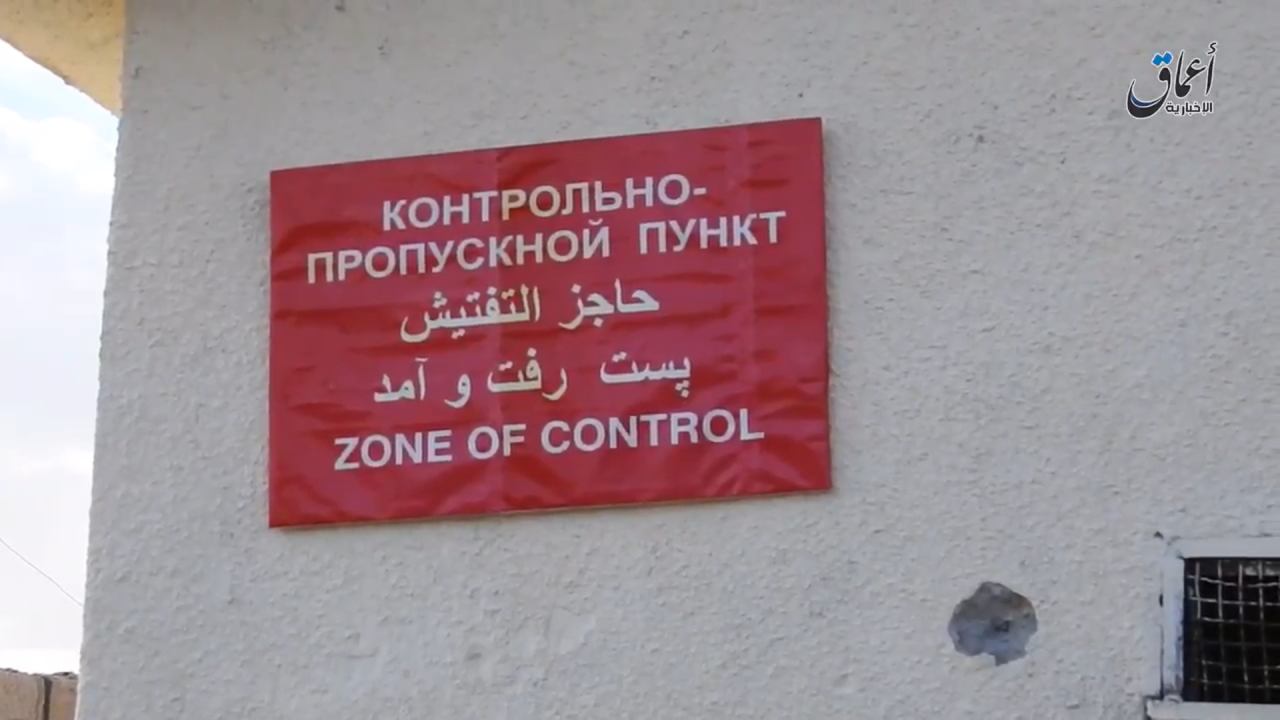 أعماق
الإخبارية
КОНТРОЛЬНО-
ПРОПУСКНОЙ ПУНКТ
حاجز التفتيش
پست رفت و آمد
ZONE OF CONTROL